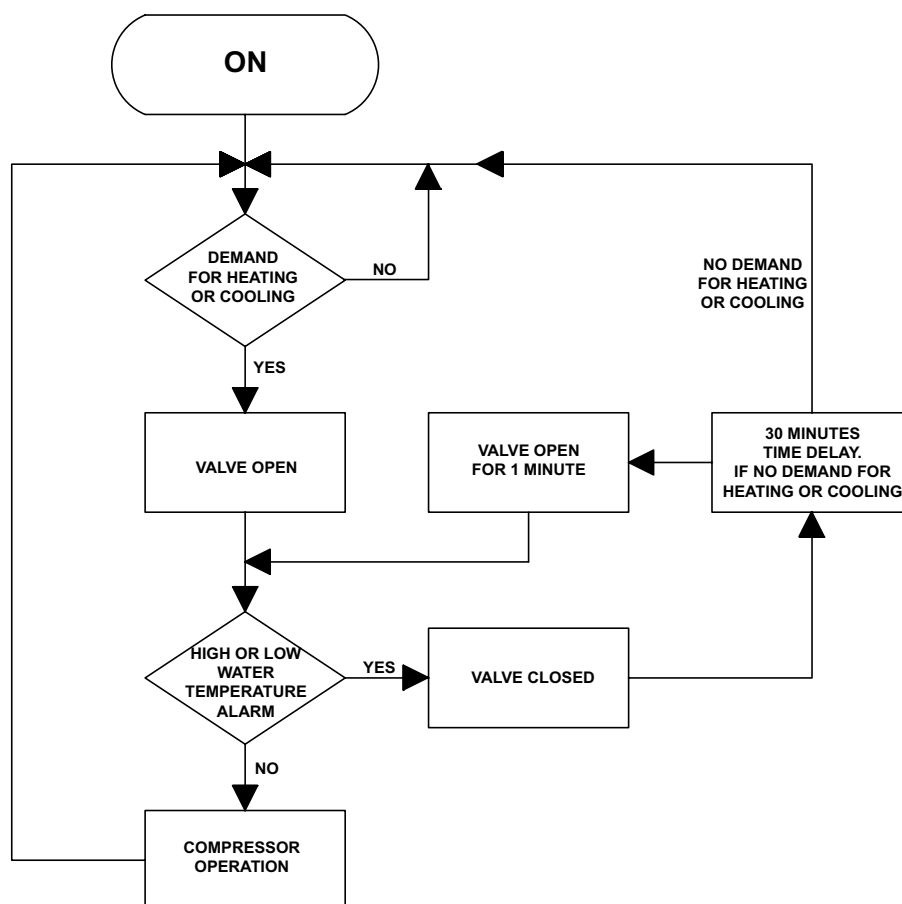 ON
DEMAND
FOR HEATING
OR COOLING
NO
NO DEMAND
FOR HEATING
OR COOLING
YES
VALVE OPEN
VALVE OPEN
FOR 1 MINUTE
30 MINUTES
TIME DELAY.
IF NO DEMAND FOR
HEATING OR COOLING
HIGH OR LOW
WATER
TEMPERATURE
ALARM
YES
VALVE CLOSED
NO
COMPRESSOR
OPERATION